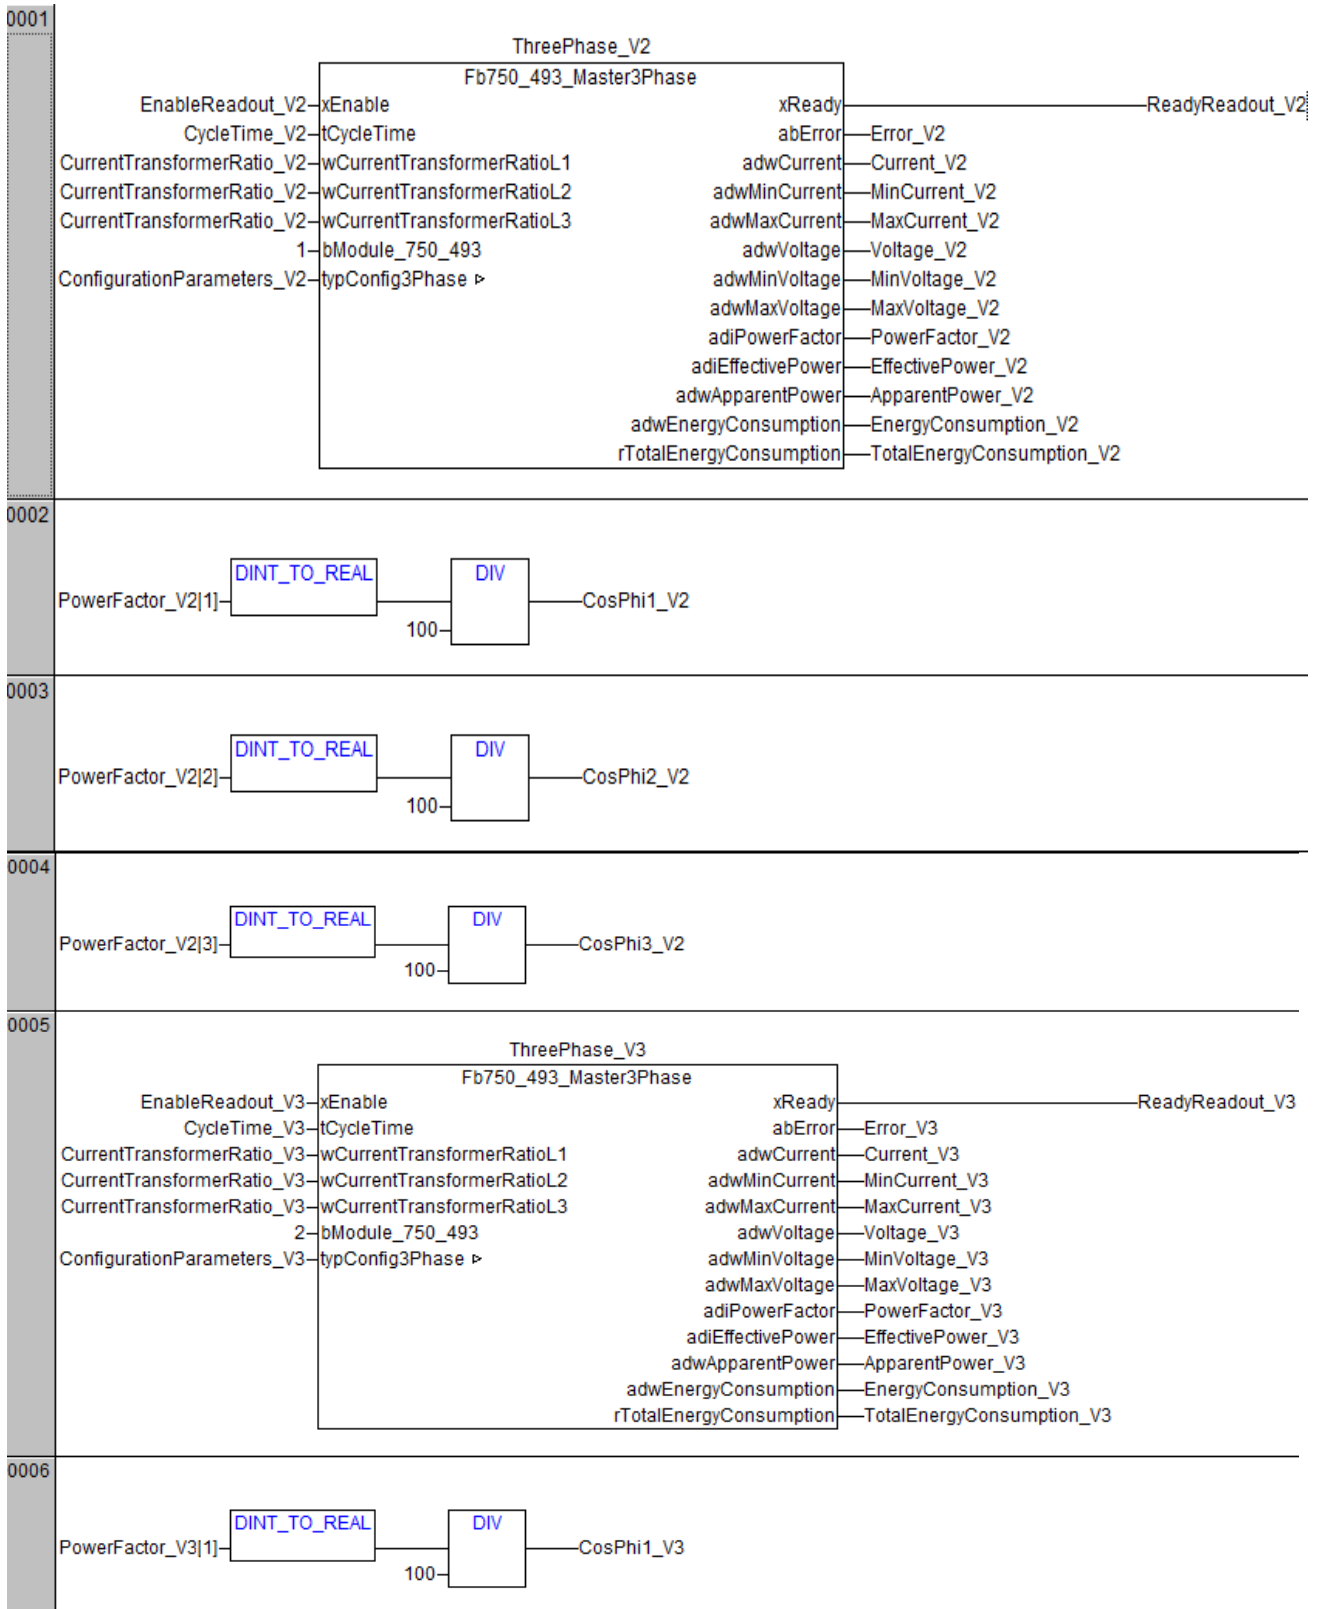 0001
ThreePhase_V2
Fb750_493_Master3Phase
EnableReadout_V2 xEnable xReady ReadyReadout_V2
CycleTime_V2 tCycleTime abError Error_V2
CurrentTransformerRatio_V2 wCurrentTransformerRatioL1 adwCurrent Current_V2
CurrentTransformerRatio_V2 wCurrentTransformerRatioL2 adwMinCurrent MinCurrent_V2
CurrentTransformerRatio_V2 wCurrentTransformerRatioL3 adwMaxCurrent MaxCurrent_V2
1 bModule_750_493 adwVoltage Voltage_V2
ConfigurationParameters_V2 typConfig3Phase ▹ adwMinVoltage MinVoltage_V2
adwMaxVoltage MaxVoltage_V2
adiPowerFactor PowerFactor_V2
adiEffectivePower EffectivePower_V2
adwApparentPower ApparentPower_V2
adwEnergyConsumption EnergyConsumption_V2
rTotalEnergyConsumption TotalEnergyConsumption_V2
0002
DINT_TO_REAL DIV
PowerFactor_V2[1] CosPhi1_V2
100
0003
DINT_TO_REAL DIV
PowerFactor_V2[2] CosPhi2_V2
100
0004
DINT_TO_REAL DIV
PowerFactor_V2[3] CosPhi3_V2
100
0005
ThreePhase_V3
Fb750_493_Master3Phase
EnableReadout_V3 xEnable xReady ReadyReadout_V3
CycleTime_V3 tCycleTime abError Error_V3
CurrentTransformerRatio_V3 wCurrentTransformerRatioL1 adwCurrent Current_V3
CurrentTransformerRatio_V3 wCurrentTransformerRatioL2 adwMinCurrent MinCurrent_V3
CurrentTransformerRatio_V3 wCurrentTransformerRatioL3 adwMaxCurrent MaxCurrent_V3
2 bModule_750_493 adwVoltage Voltage_V3
ConfigurationParameters_V3 typConfig3Phase ▹ adwMinVoltage MinVoltage_V3
adwMaxVoltage MaxVoltage_V3
adiPowerFactor PowerFactor_V3
adiEffectivePower EffectivePower_V3
adwApparentPower ApparentPower_V3
adwEnergyConsumption EnergyConsumption_V3
rTotalEnergyConsumption TotalEnergyConsumption_V3
0006
DINT_TO_REAL DIV
PowerFactor_V3[1] CosPhi1_V3
100